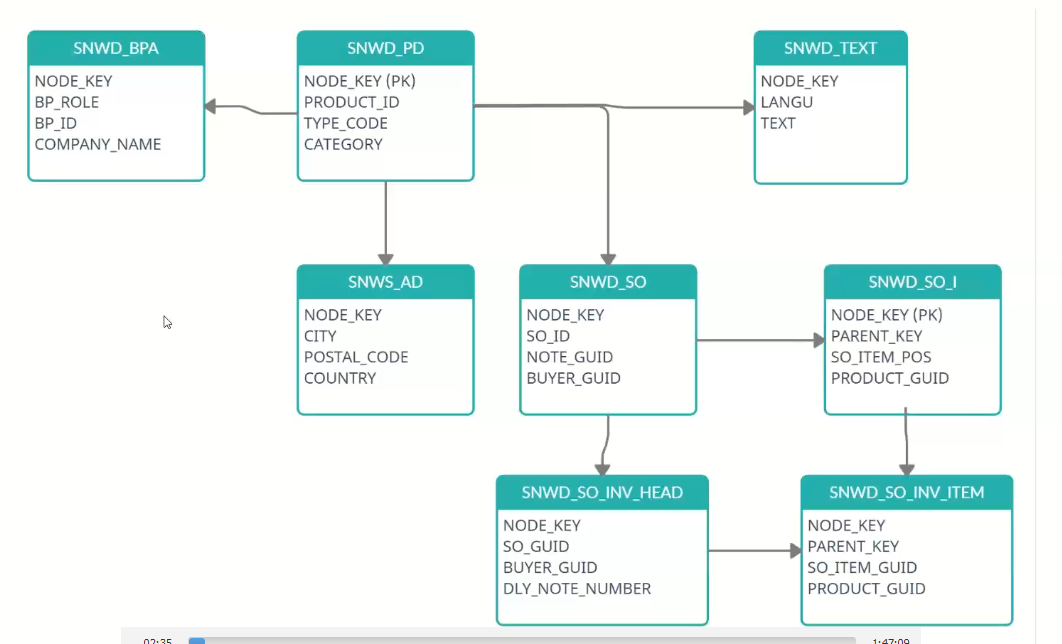 SNWD_BPA
NODE_KEY
BP_ROLE
BP_ID
COMPANY_NAME
SNWD_PD
NODE_KEY (PK)
PRODUCT_ID
TYPE_CODE
CATEGORY
SNWD_TEXT
NODE_KEY
LANGU
TEXT
SNWS_AD
NODE_KEY
CITY
POSTAL_CODE
COUNTRY
SNWD_SO
NODE_KEY
SO_ID
NOTE_GUID
BUYER_GUID
SNWD_SO_I
NODE_KEY (PK)
PARENT_KEY
SO_ITEM_POS
PRODUCT_GUID
SNWD_SO_INV_HEAD
NODE_KEY
SO_GUID
BUYER_GUID
DLY_NOTE_NUMBER
SNWD_SO_INV_ITEM
NODE_KEY
PARENT_KEY
SO_ITEM_GUID
PRODUCT_GUID
02:35
1:47:09